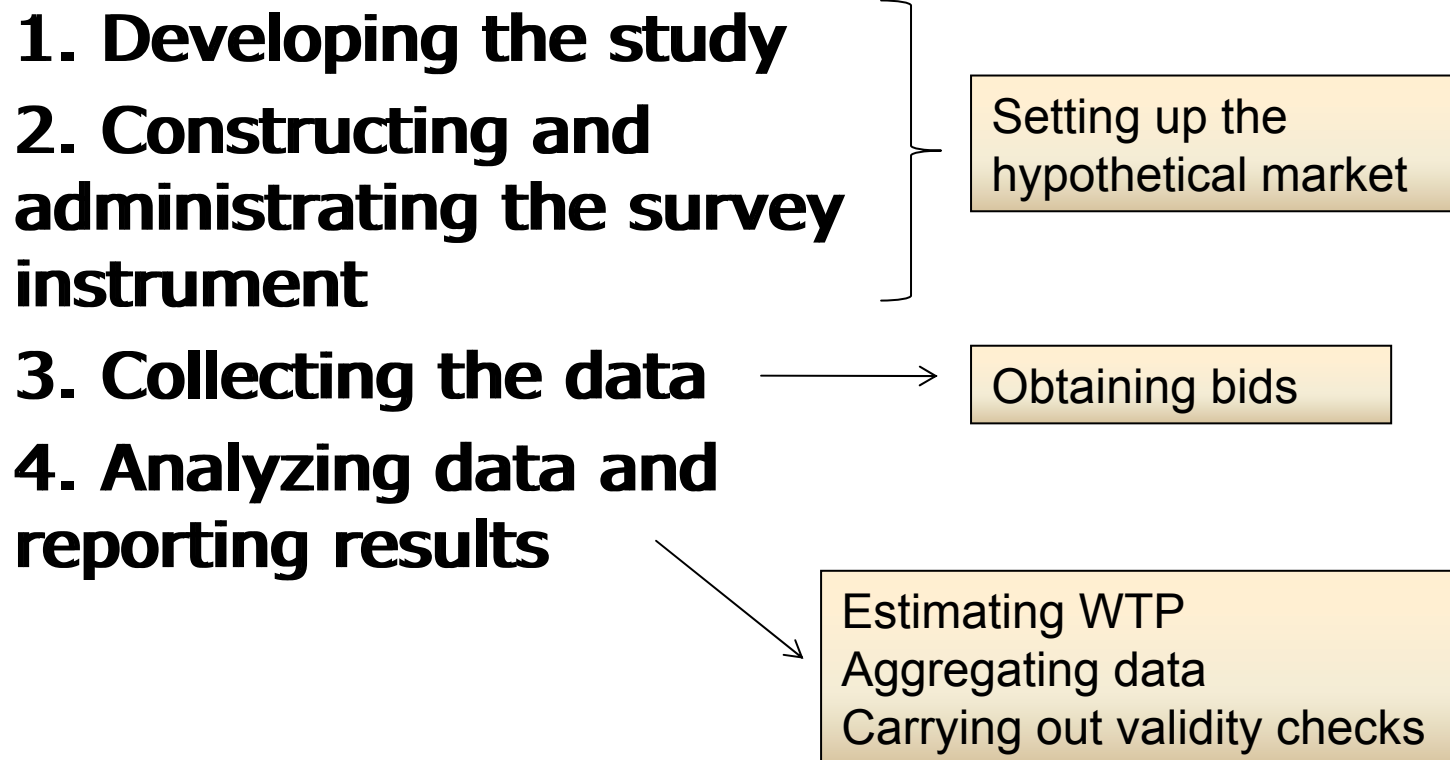 1. Developing the study
2. Constructing and
administrating the survey
instrument
Setting up the
hypothetical market
3. Collecting the data
Obtaining bids
4. Analyzing data and
reporting results
Estimating WTP
Aggregating data
Carrying out validity checks